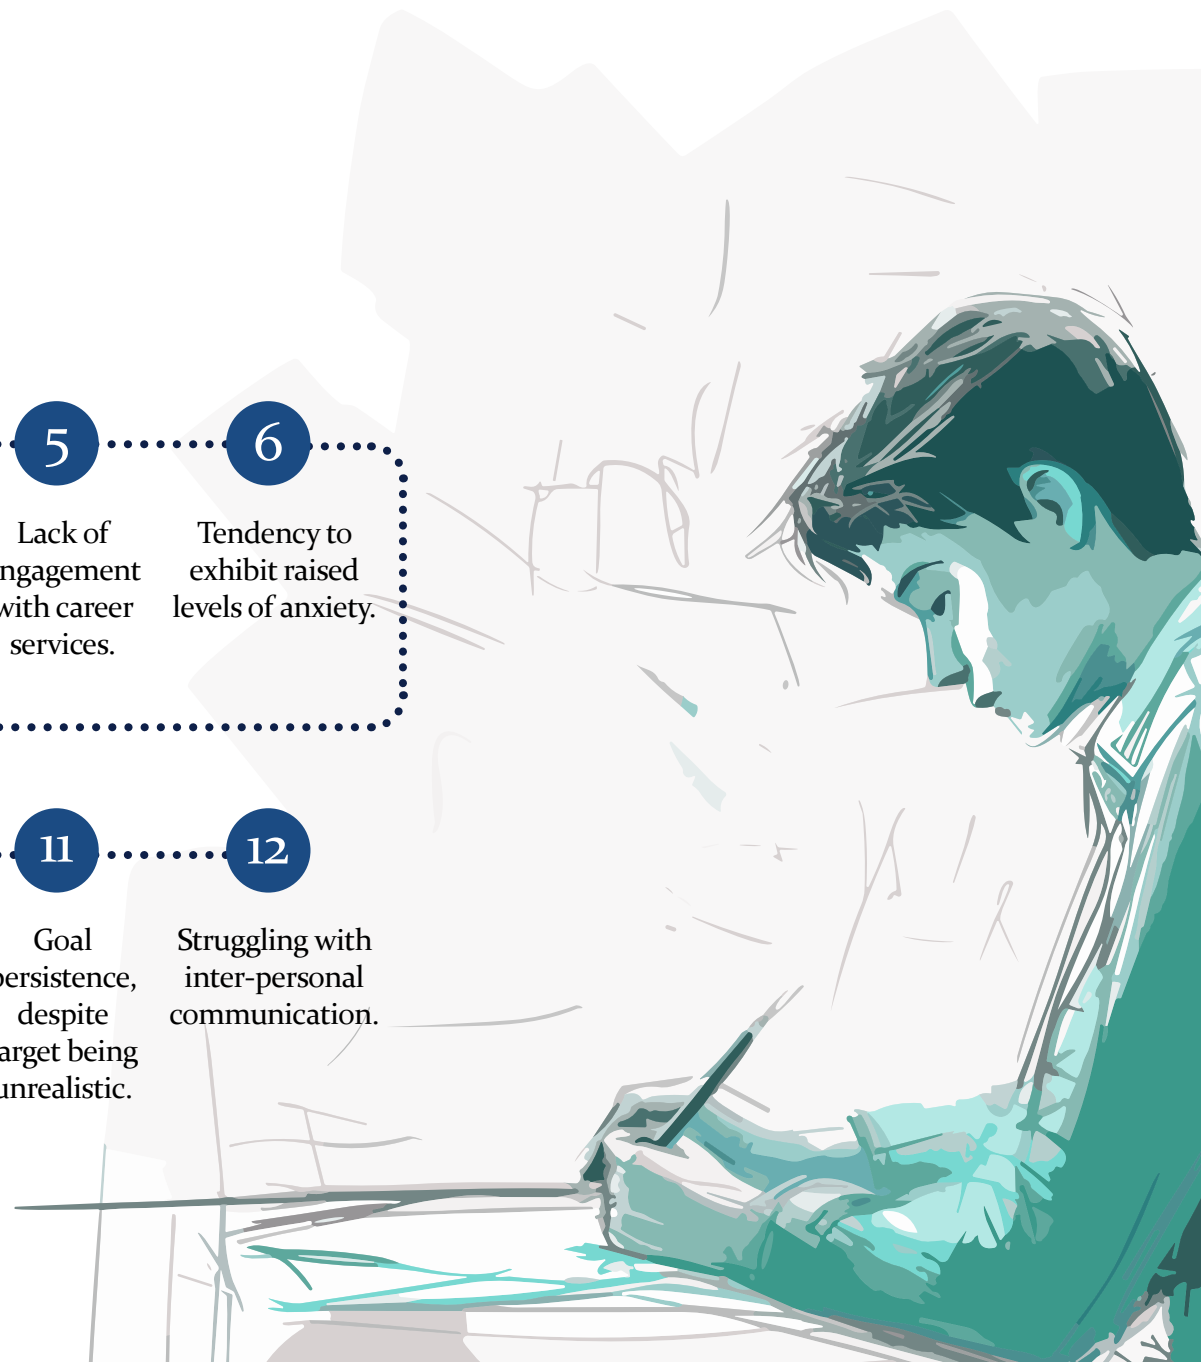 5
6
Lack of
ngagement
with career
services.
Tendency to
exhibit raised
levels of anxiety.
11
12
Goal
persistence,
despite
arget being
unrealistic.
Struggling with
inter-personal
communication.